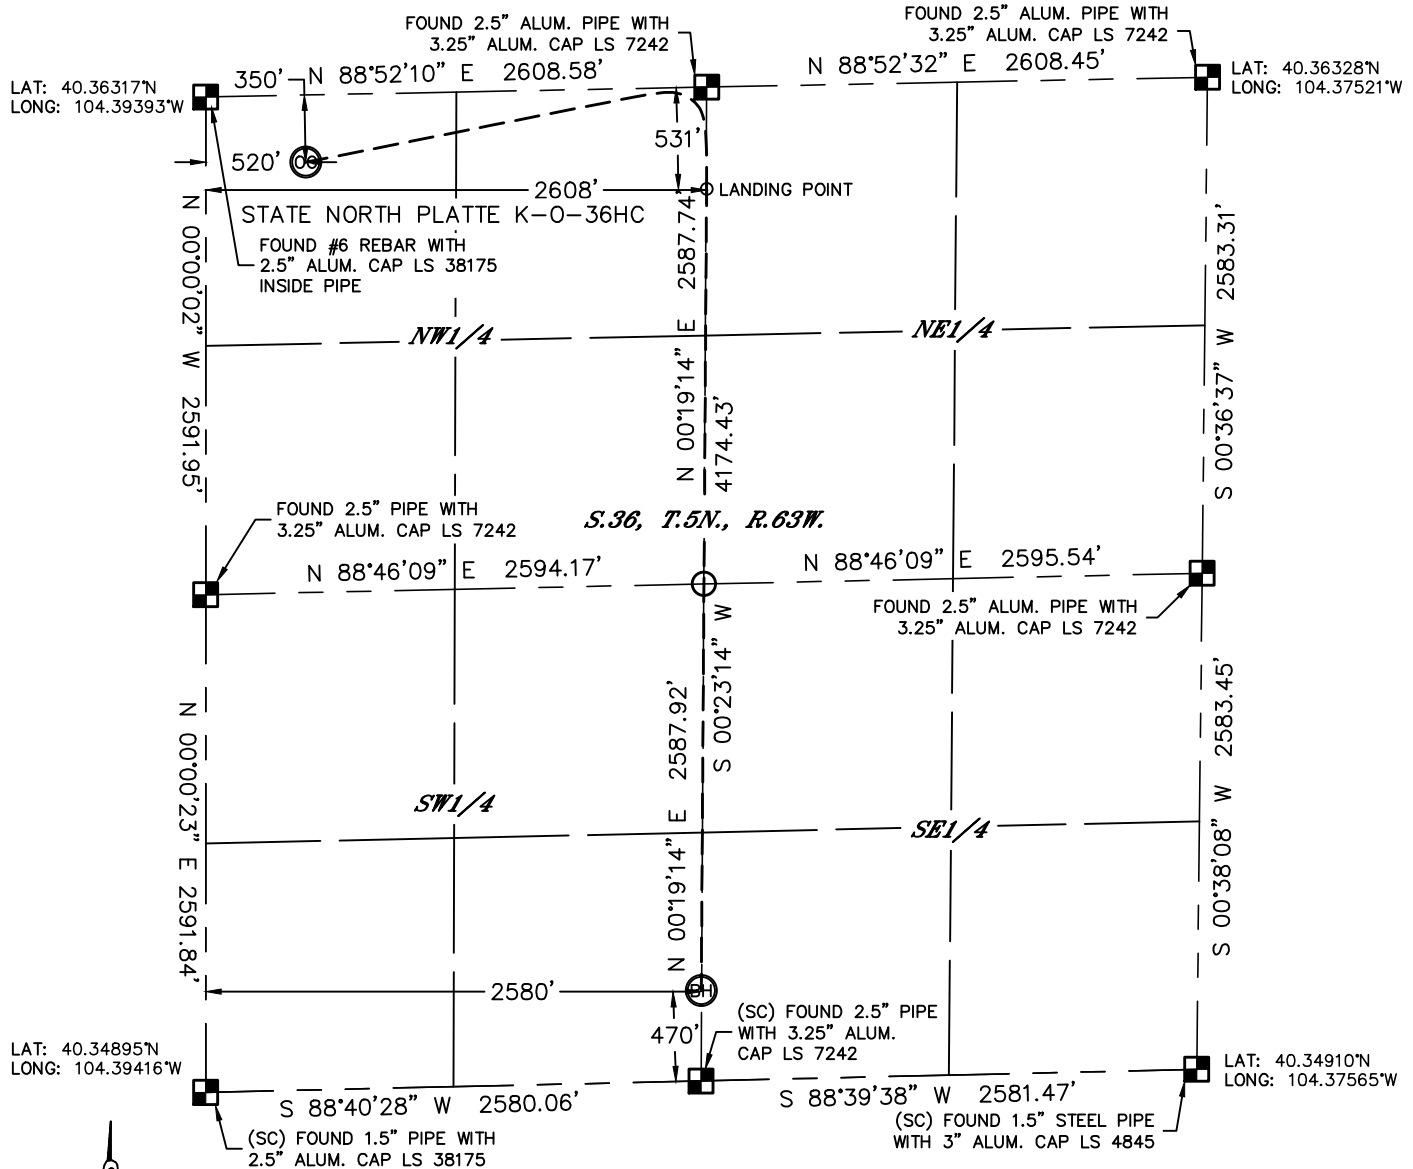 FOUND 2.5" ALUM. PIPE WITH
3.25" ALUM. CAP LS 7242
FOUND 2.5" ALUM. PIPE WITH
3.25" ALUM. CAP LS 7242
LAT: 40.36317°N
LONG: 104.39393°W
350'
N 88°52'10" E 2608.58'
N 88°52'32" E 2608.45'
LAT: 40.36328°N
LONG: 104.37521°W
531'
520'
OG
2608'
LANDING POINT
STATE NORTH PLATTE K-O-36HC
FOUND #6 REBAR WITH
2.5" ALUM. CAP LS 38175
INSIDE PIPE
N 00°00'02" W 2591.95'
N 00°19'14" E 2587.74'
4174.43'
S 00°36'37" W 2583.31'
NW1/4
NE1/4
FOUND 2.5" PIPE WITH
3.25" ALUM. CAP LS 7242
S.36, T.5N., R.63W.
N 88°46'09" E 2594.17'
N 88°46'09" E 2595.54'
FOUND 2.5" ALUM. PIPE WITH
3.25" ALUM. CAP LS 7242
S 00°23'14" W
N 00°00'23" E 2591.84'
N 00°19'14" E 2587.92'
S 00°38'08" W 2583.45'
SW1/4
SE1/4
2580'
BH
470'
(SC) FOUND 2.5" PIPE
WITH 3.25" ALUM.
CAP LS 7242
LAT: 40.34895°N
LONG: 104.39416°W
LAT: 40.34910°N
LONG: 104.37565°W
S 88°40'28" W 2580.06'
S 88°39'38" W 2581.47'
(SC) FOUND 1.5" PIPE WITH
2.5" ALUM. CAP LS 38175
(SC) FOUND 1.5" STEEL PIPE
WITH 3" ALUM. CAP LS 4845